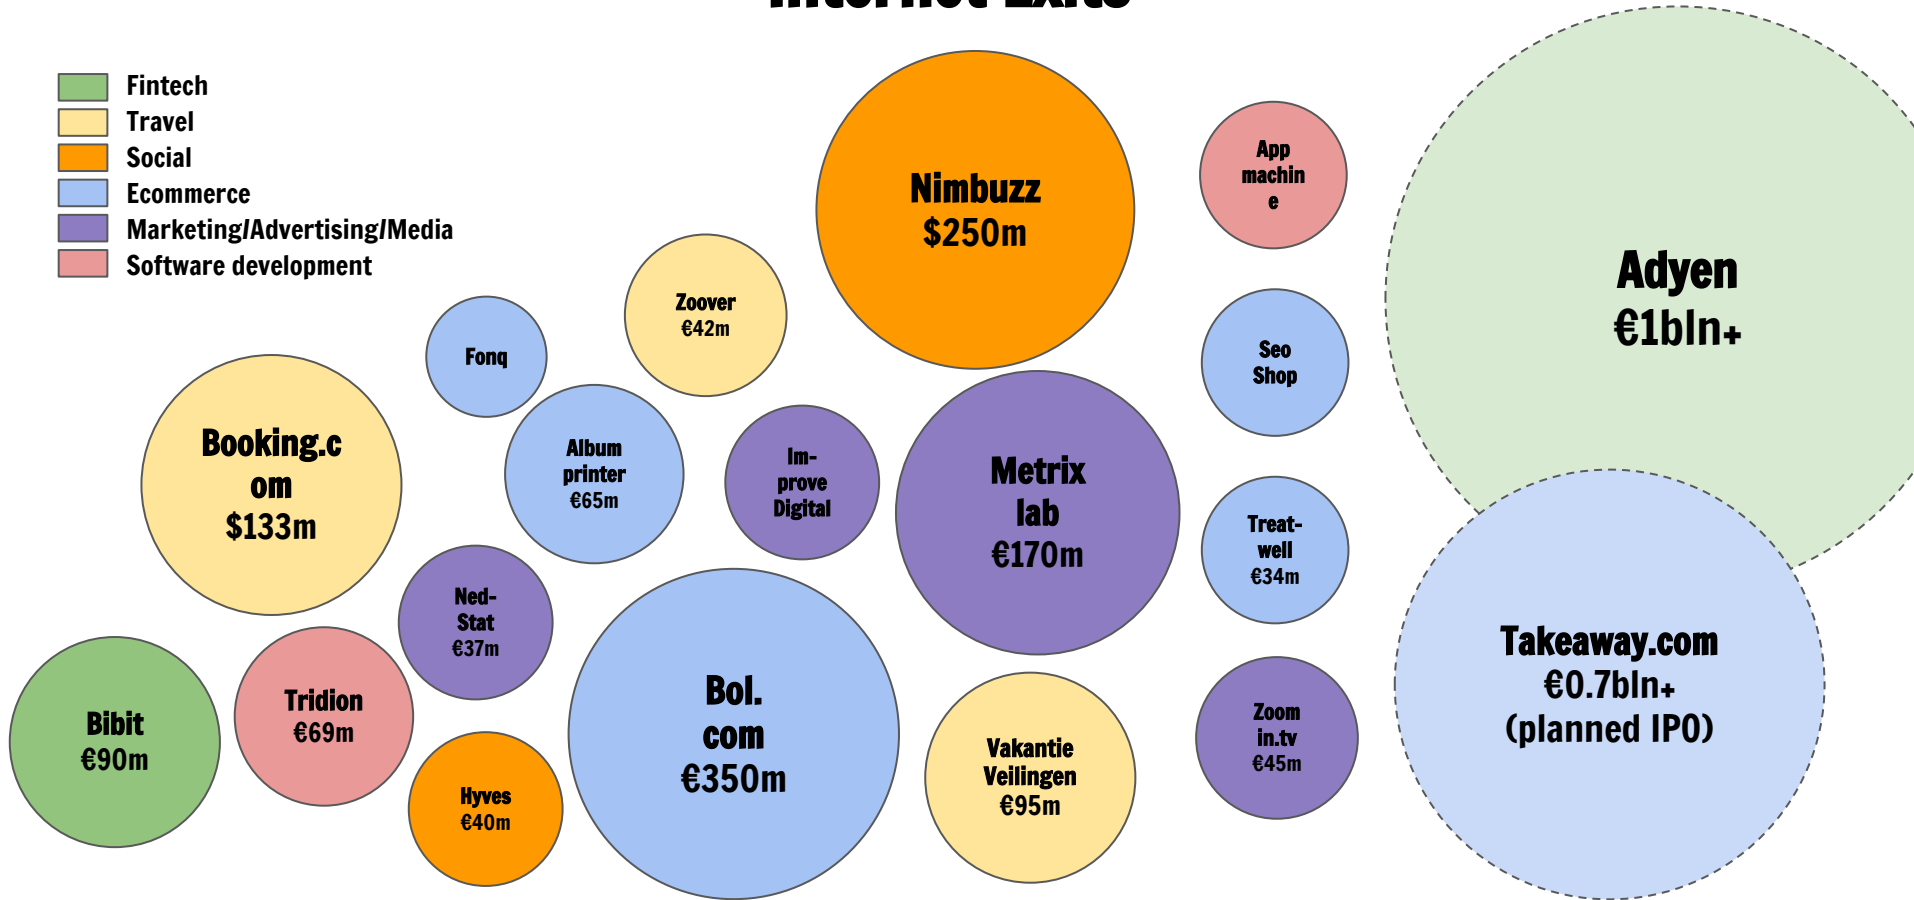 Internet Exits
Fintech
Travel
Social
Ecommerce
Marketing/Advertising/Media
Software development
Nimbuzz
$250m
App
machin
e
Adyen
€1bln+
Zoover
€42m
Fonq
Seo
Shop
Booking.c
om
$133m
Album
printer
€65m
Im-
prove
Digital
Metrix
lab
€170m
Treat-
well
€34m
Ned-
Stat
€37m
Takeaway.com
€0.7bln+
(planned IPO)
Bibit
€90m
Tridion
€69m
Bol.
com
€350m
Vakantie
Veilingen
€95m
Zoom
in.tv
€45m
Hyves
€40m